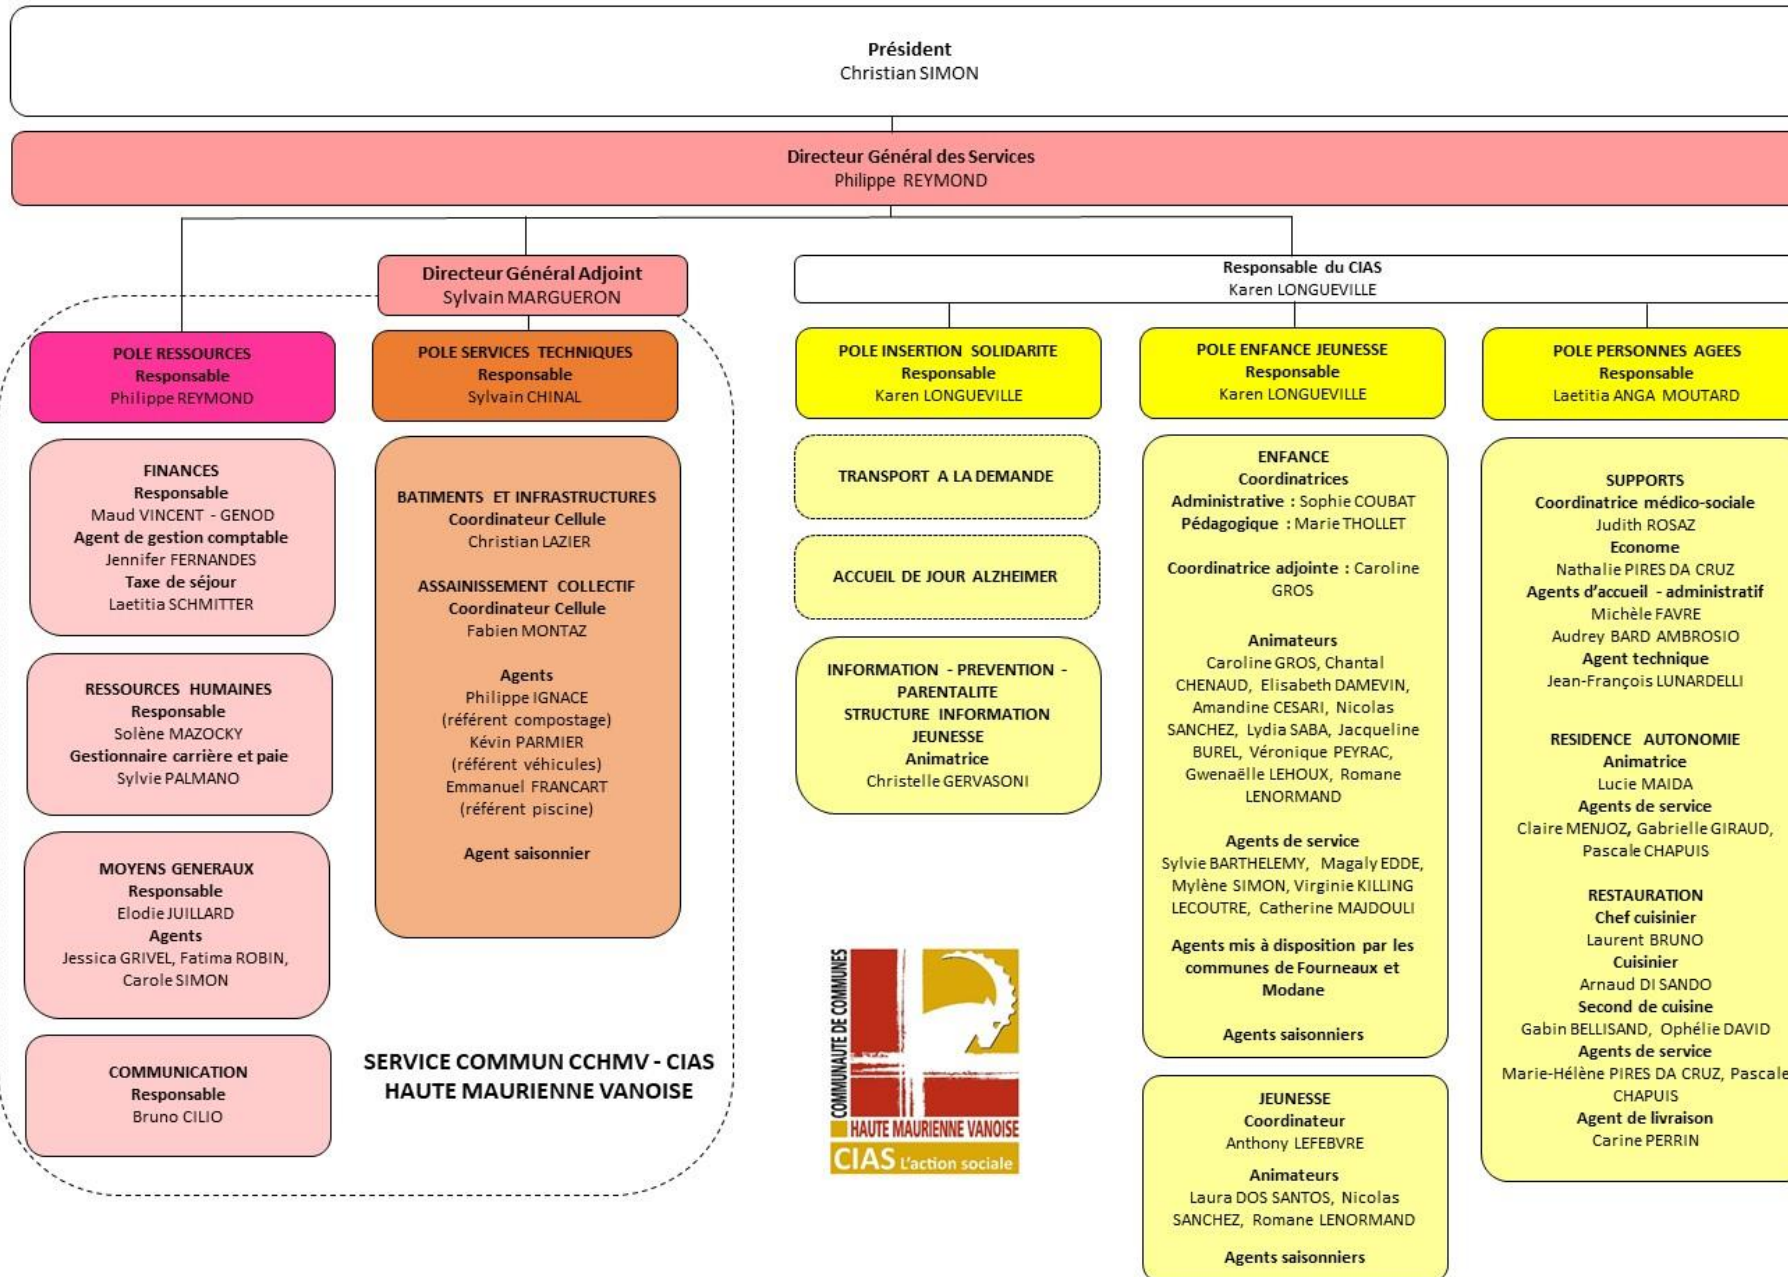 Président
Christian SIMON
Directeur Général des Services
Philippe REYMOND
Directeur Général Adjoint
Sylvain MARGUERON
Responsable du CIAS
Karen LONGUEVILLE
POLE RESSOURCES
Responsable
Philippe REYMOND
FINANCES
Responsable
Maud VINCENT - GENOD
Agent de gestion comptable
Jennifer FERNANDES
Taxe de séjour
Laetitia SCHMITTER
RESSOURCES HUMAINES
Responsable
Solène MAZOCKY
Gestionnaire carrière et paie
Sylvie PALMANO
MOYENS GENERAUX
Responsable
Elodie JUILLARD
Agents
Jessica GRIVEL, Fatima ROBIN,
Carole SIMON
COMMUNICATION
Responsable
Bruno CILIO
POLE SERVICES TECHNIQUES
Responsable
Sylvain CHINAL
BATIMENTS ET INFRASTRUCTURES
Coordinateur Cellule
Christian LAZIER
ASSAINISSEMENT COLLECTIF
Coordinateur Cellule
Fabien MONTAZ
Agents
Philippe IGNACE
(référent compostage)
Kévin PARMIER
(référent véhicules)
Emmanuel FRANCART
(référent piscine)
Agent saisonnier
SERVICE COMMUN CCHMV - CIAS
HAUTE MAURIENNE VANOISE
POLE INSERTION SOLIDARITE
Responsable
Karen LONGUEVILLE
TRANSPORT A LA DEMANDE
ACCUEIL DE JOUR ALZHEIMER
INFORMATION - PREVENTION -
PARENTALITE
STRUCTURE INFORMATION
JEUNESSE
Animatrice
Christelle GERVASONI
COMMUNAUTE DE COMMUNES
HAUTE MAURIENNE VANOISE
CIAS L'action sociale
POLE ENFANCE JEUNESSE
Responsable
Karen LONGUEVILLE
ENFANCE
Coordinatrices
Administrative : Sophie COUBAT
Pédagogique : Marie THOLLET
Coordinatrice adjointe : Caroline
GROS
Animateurs
Caroline GROS, Chantal
CHENAUD, Elisabeth DAMEVIN,
Amandine CESARI, Nicolas
SANCHEZ, Lydia SABA, Jacqueline
BUREL, Véronique PEYRAC,
Gwenaëlle LEHOUX, Romane
LENORMAND
Agents de service
Sylvie BARTHELEMY, Magaly EDDE,
Mylène SIMON, Virginie KILLING
LECOUTRE, Catherine MAJDOULI
Agents mis à disposition par les
communes de Fourneaux et
Modane
Agents saisonniers
JEUNESSE
Coordinateur
Anthony LEFEBVRE
Animateurs
Laura DOS SANTOS, Nicolas
SANCHEZ, Romane LENORMAND
Agents saisonniers
POLE PERSONNES AGEES
Responsable
Laetitia ANGA MOUTARD
SUPPORTS
Coordinatrice médico-sociale
Judith ROSAZ
Econome
Nathalie PIRES DA CRUZ
Agents d'accueil - administratif
Michèle FAVRE
Audrey BARD AMBROSIO
Agent technique
Jean-François LUNARDELLI
RESIDENCE AUTONOMIE
Animatrice
Lucie MAIDA
Agents de service
Claire MENJOZ, Gabrielle GIRAUD,
Pascale CHAPUIS
RESTAURATION
Chef cuisinier
Laurent BRUNO
Cuisinier
Arnaud DI SANDO
Second de cuisine
Gabin BELLISAND, Ophélie DAVID
Agents de service
Marie-Hélène PIRES DA CRUZ, Pascale
CHAPUIS
Agent de livraison
Carine PERRIN